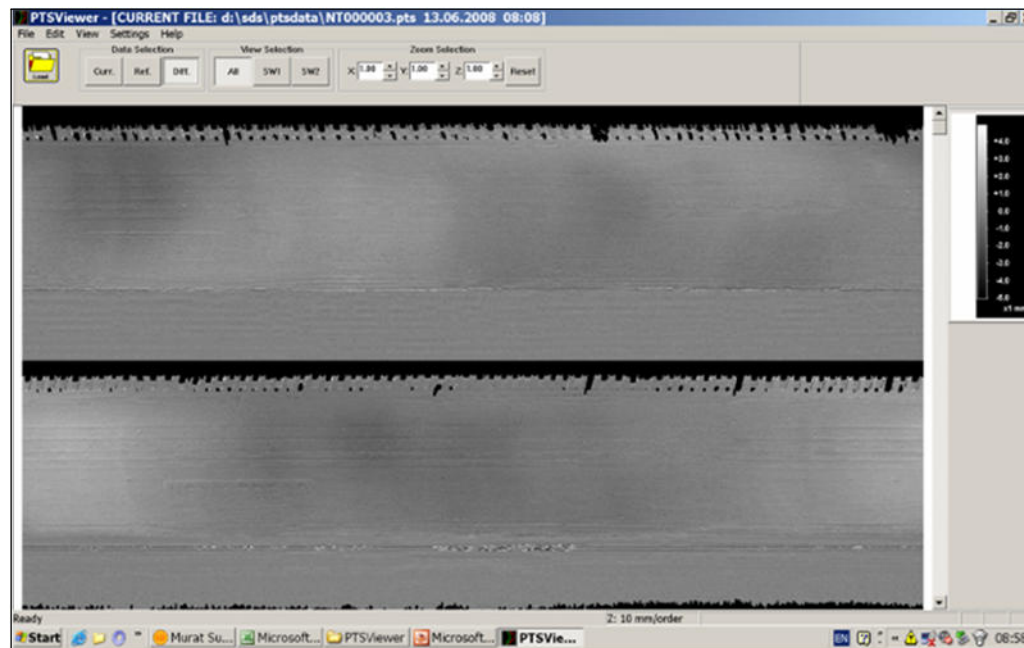 PTSViewer - [CURRENT FILE: d:\sds\ptsdata\NT000003.pts 13.06.2008 08:08]
File Edit View Settings Help
Data Selection View Selection Zoom Selection
Load Curr. Ref. Diff. All SW1 SW2 X: 1.00 Y: 1.00 Z: 1.00 Reset
+4.0
+3.0
+2.0
+1.0
0.0
-1.0
-2.0
-3.0
-4.0
-5.0
x1 mm
Ready Z: 10 mm/order
Start Murat Su... Microsoft... PTSViewer Microsoft... PTSVie... EN 08:58